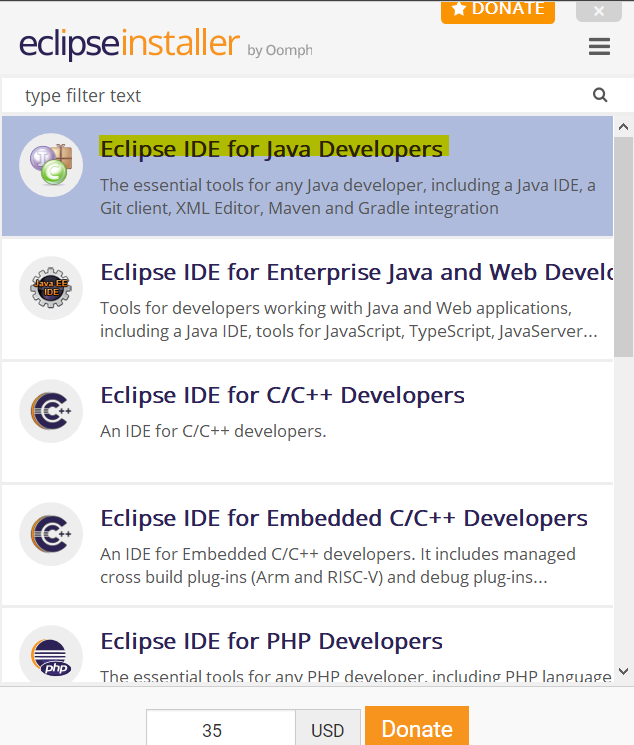 DONATE
eclipseinstaller by Oomph
type filter text
Eclipse IDE for Java Developers
The essential tools for any Java developer, including a Java IDE, a
Git client, XML Editor, Maven and Gradle integration
Java EE
IDE
Eclipse IDE for Enterprise Java and Web Develo
Tools for developers working with Java and Web applications,
including a Java IDE, tools for JavaScript, TypeScript, JavaServer...
C++
Eclipse IDE for C/C++ Developers
An IDE for C/C++ developers.
C++
Eclipse IDE for Embedded C/C++ Developers
An IDE for Embedded C/C++ developers. It includes managed
cross build plug-ins (Arm and RISC-V) and debug plug-ins...
php
Eclipse IDE for PHP Developers
The essential tools for any PHP developer, including PHP language
35 USD Donate